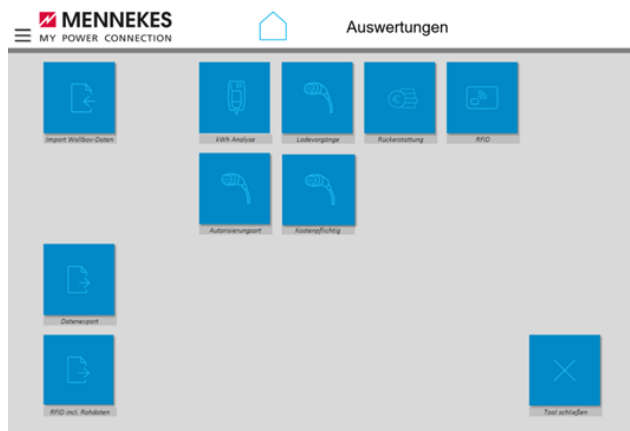 MENNEKES
MY POWER CONNECTION
Auswertungen
Import Wallbox-Daten
kWh Analyse
Ladevorgänge
Rückerstattung
RFID
Autorisierungsart
Kostenpflichtig
Datenexport
RFID incl. Rohdaten
Tool schließen